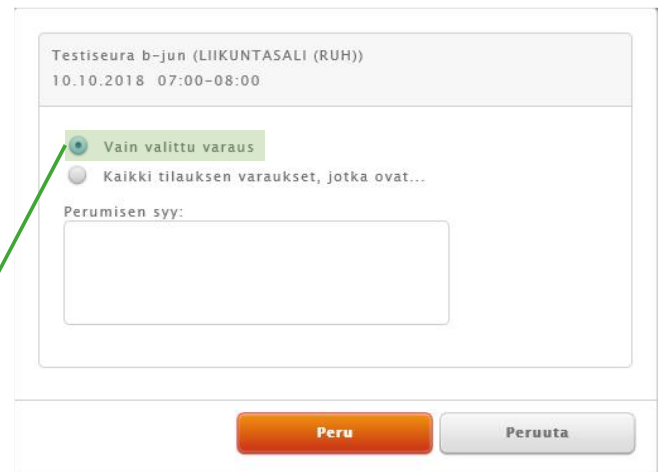 Testiseura b-jun (LIIKUNTASALI (RUH))
10.10.2018 07:00-08:00
Vain valittu varaus
Kaikki tilauksen varaukset, jotka ovat...
Perumisen syy:
Peru
Peruuta